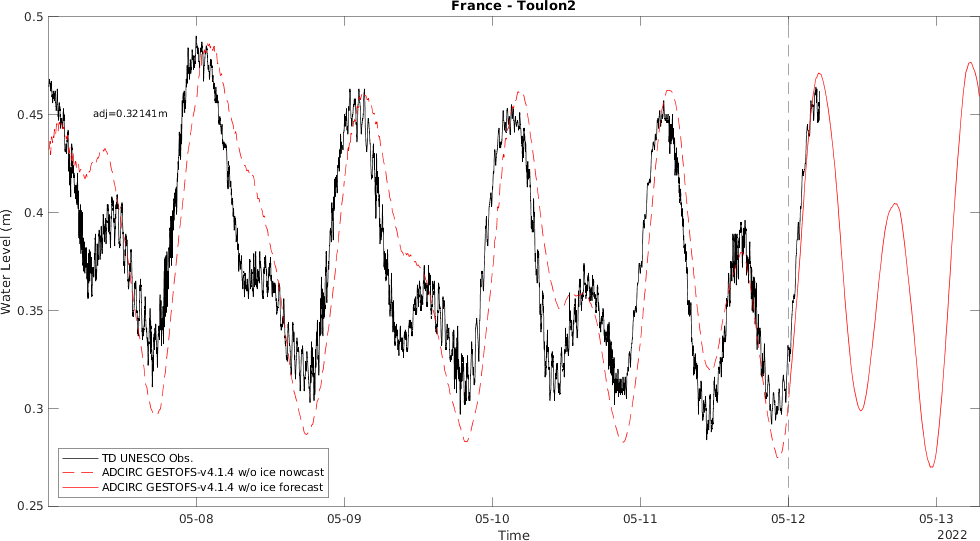 France - Toulon2
0.5
0.45
0.4
0.35
0.3
0.25
Water Level (m)
adj=0.32141m
TD UNESCO Obs.
ADCIRC GESTOFS-v4.1.4 w/o ice nowcast
ADCIRC GESTOFS-v4.1.4 w/o ice forecast
05-08 05-09 05-10 05-11 05-12 05-13
Time
2022